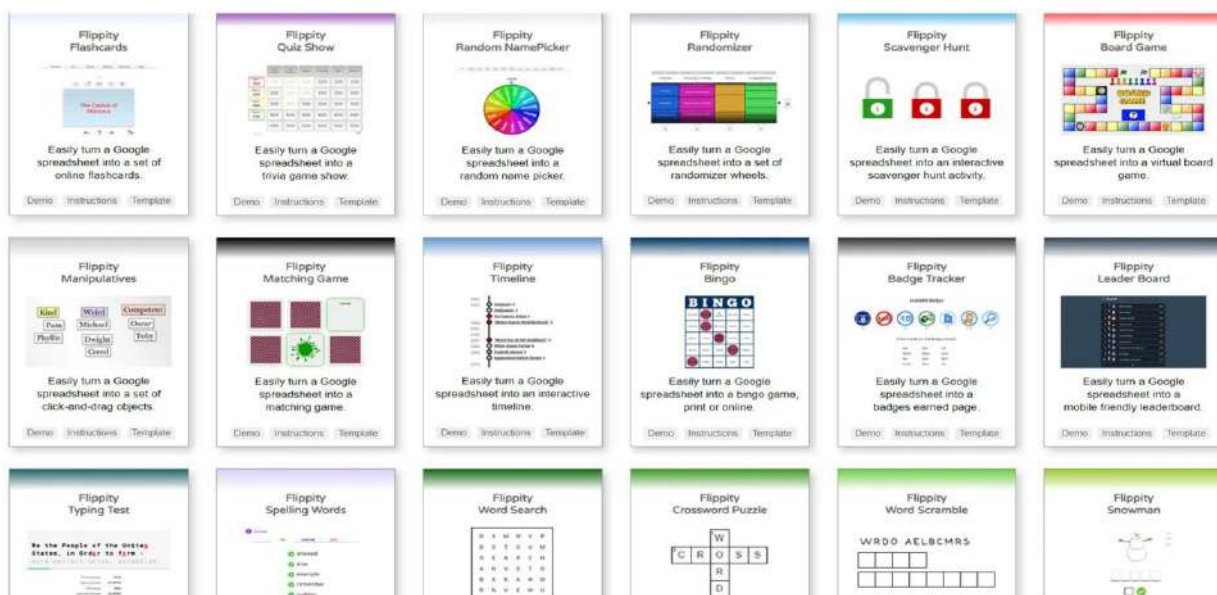 Flippity
Flashcards
Easily turn a Google
spreadsheet into a set of
online flashcards.
Demo Instructions Template
Flippity
Quiz Show
Easily turn a Google
spreadsheet into a
trivia game show.
Demo Instructions Template
Flippity
Random NamePicker
Easily turn a Google
spreadsheet into a
random name picker.
Demo Instructions Template
Flippity
Randomizer
Easily turn a Google
spreadsheet into a set of
randomizer wheels.
Demo Instructions Template
Flippity
Scavenger Hunt
1
Easily turn a Google
spreadsheet into an interactive
scavenger hunt activity.
Demo Instructions Template
Flippity
Board Game
BOARD
GAME
?
Easily turn a Google
spreadsheet into a virtual board
game.
Demo Instructions Template
Flippity
Manipulatives
Kind Weird Competent
Pam Michael Oscar
Phyllis Dwight Toby
Creed
Easily turn a Google
spreadsheet into a set of
click-and-drag objects.
Demo Instructions Template
Flippity
Matching Game
Easily turn a Google
spreadsheet into a
matching game.
Demo Instructions Template
Flippity
Timeline
Easily turn a Google
spreadsheet into an interactive
timeline.
Demo Instructions Template
Flippity
Bingo
BINGO
Easily turn a Google
spreadsheet into a bingo game,
print or online.
Demo Instructions Template
Flippity
Badge Tracker
Easily turn a Google
spreadsheet into a
badges earned page.
Demo Instructions Template
Flippity
Leader Board
Easily turn a Google
spreadsheet into a
mobile friendly leaderboard.
Demo Instructions Template
Flippity
Typing Test
We the People of the United
States, in Order to form
Flippity
Spelling Words
example
remember
Flippity
Word Search
Flippity
Crossword Puzzle
W
CROSS
R
D
Flippity
Word Scramble
WRDO AELBCMRS
Flippity
Snowman